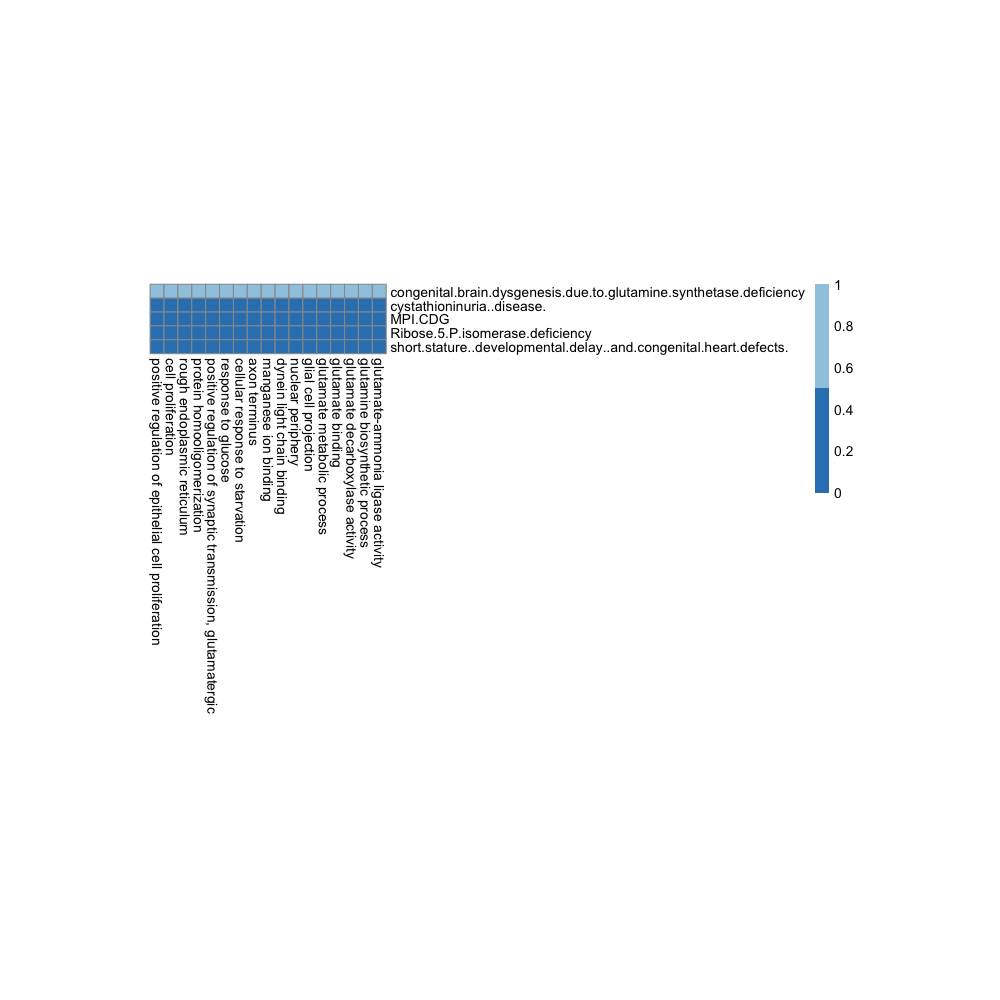 congenital.brain.dysgenesis.due.to.glutamine.synthetase.deficiency
cystathioninuria..disease.
MPI.CDG
Ribose.5.P.isomerase.deficiency
short.stature..developmental.delay..and.congenital.heart.defects.
1
0.8
0.6
0.4
0.2
0
positive regulation of epithelial cell proliferation
cell proliferation
rough endoplasmic reticulum
protein homooligomerization
positive regulation of synaptic transmission, glutamatergic
response to glucose
cellular response to starvation
axon terminus
manganese ion binding
dynein light chain binding
nuclear periphery
glial cell projection
glutamate metabolic process
glutamate binding
glutamate decarboxylase activity
glutamine biosynthetic process
glutamate-ammonia ligase activity